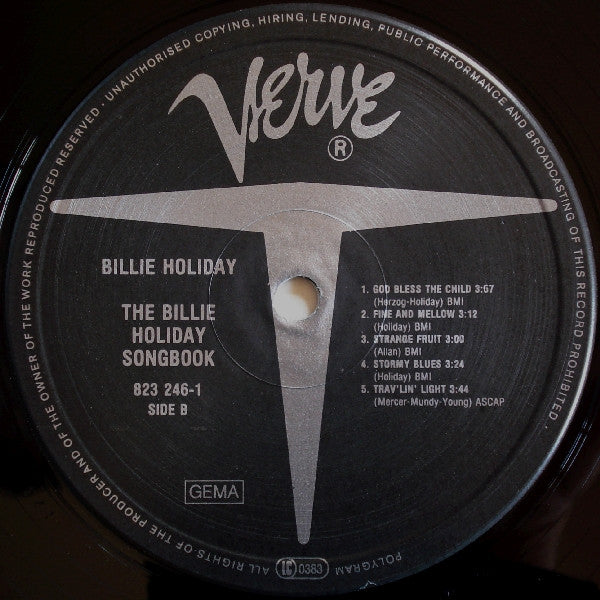 ALL RIGHTS OF THE PRODUCER AND OF THE OWNER OF THE WORK REPRODUCED RESERVED · UNAUTHORISED COPYING, HIRING, LENDING, PUBLIC PERFORMANCE AND BROADCASTING OF THIS RECORD PROHIBITED.
Verve
®
BILLIE HOLIDAY
THE BILLIE
HOLIDAY
SONGBOOK
823 246-1
SIDE B
1. GOD BLESS THE CHILD 3:57
(Herzog-Holiday) BMI
2. FINE AND MELLOW 3:12
(Holiday) BMI
3. STRANGE FRUIT 3:00
(Allan) BMI
4. STORMY BLUES 3:24
(Holiday) BMI
5. TRAV'LIN' LIGHT 3:44
(Mercer-Mundy-Young) ASCAP
GEMA
LC 0383
POLYGRAM